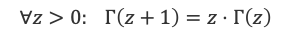 ∀𝑧 > 0: Γ(𝑧 + 1) = 𝑧 ⋅ Γ(𝑧)